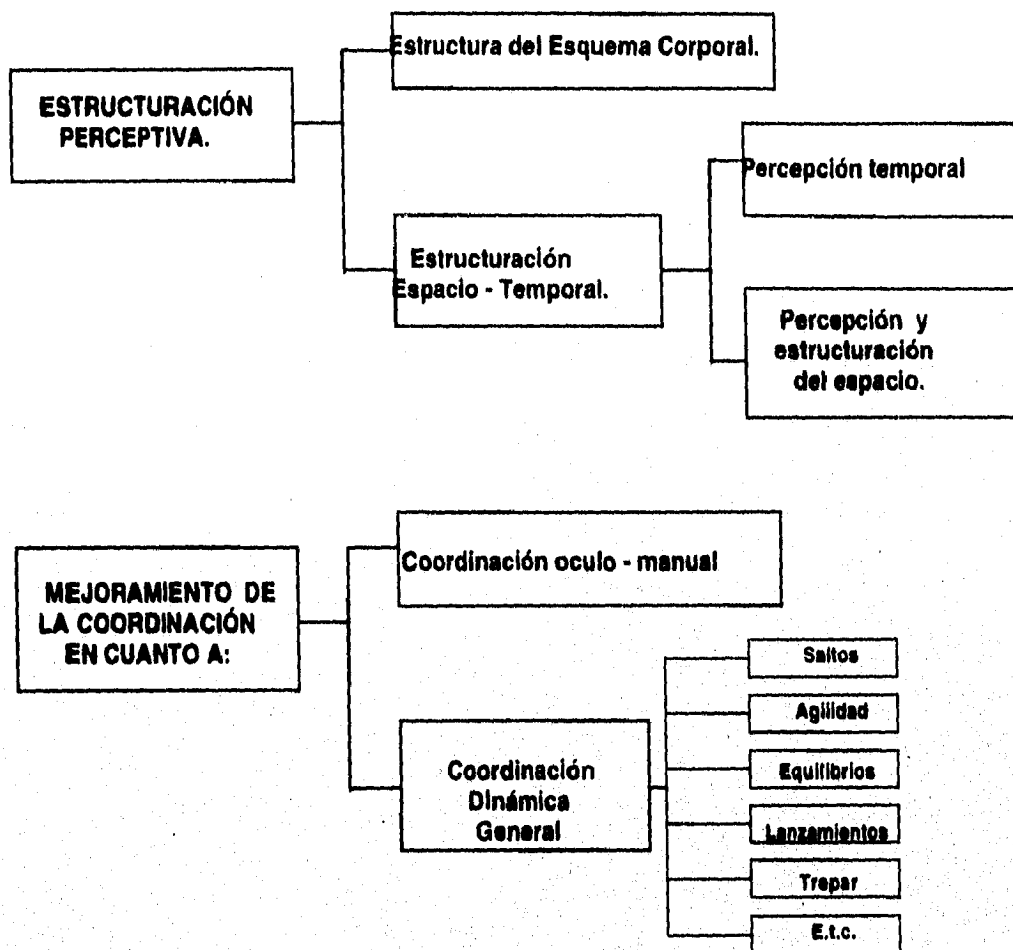 Estructura del Esquema Corporal.
ESTRUCTURACIÓN
PERCEPTIVA.
Percepción temporal
Estructuración
Espacio - Temporal.
Percepción y
estructuración
del espacio.
MEJORAMIENTO DE
LA COORDINACIÓN
EN CUANTO A:
Coordinación oculo - manual
Coordinación
Dinámica
General
Saltos
Agilidad
Equilibrios
Lanzamientos
Trepar
E.t.c.